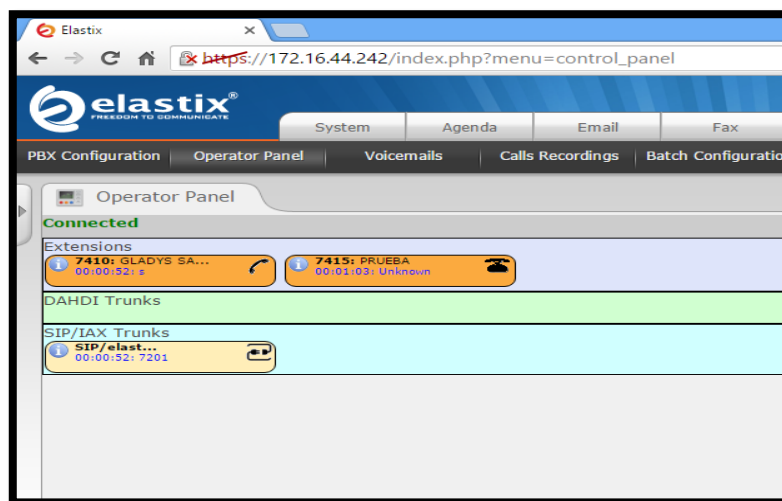 Elastix
https://172.16.44.242/index.php?menu=control_panel
elastix®
FREEDOM TO COMMUNICATE
System Agenda Email Fax
PBX Configuration Operator Panel Voicemails Calls Recordings Batch Configuratio
Operator Panel
Connected
Extensions
7410: GLADYS SA... 7415: PRUEBA
00:00:52: s 00:01:03: Unknown
DAHDI Trunks
SIP/IAX Trunks
SIP/elast...
00:00:52: 7201